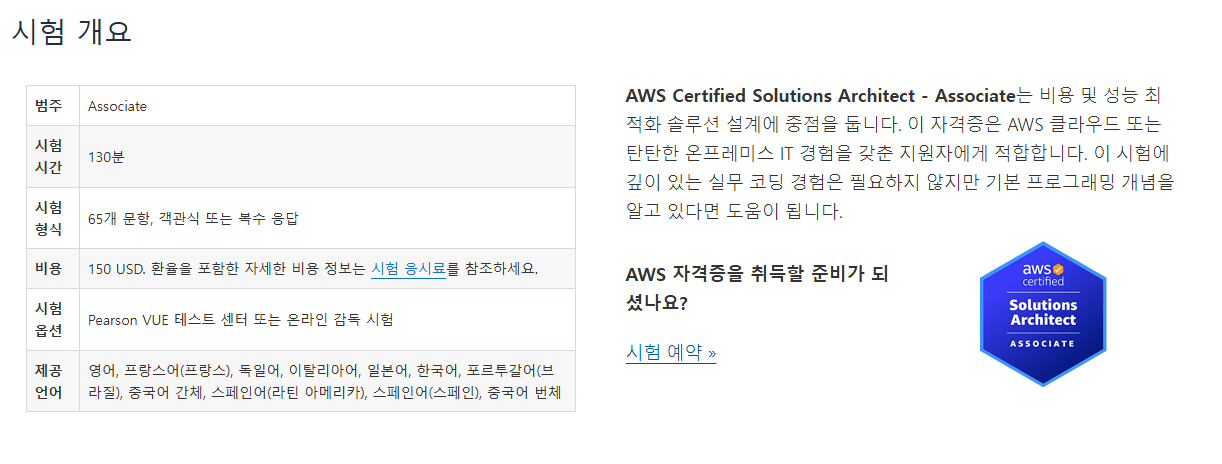 시험 개요
범주
Associate
시험
시간
130분
시험
형식
65개 문항, 객관식 또는 복수 응답
비용
150 USD. 환율을 포함한 자세한 비용 정보는 시험 응시료를 참조하세요.
시험
옵션
Pearson VUE 테스트 센터 또는 온라인 감독 시험
제공
언어
영어, 프랑스어(프랑스), 독일어, 이탈리아어, 일본어, 한국어, 포르투갈어(브
라질), 중국어 간체, 스페인어(라틴 아메리카), 스페인어(스페인), 중국어 번체
AWS Certified Solutions Architect - Associate는 비용 및 성능 최
적화 솔루션 설계에 중점을 둡니다. 이 자격증은 AWS 클라우드 또는
탄탄한 온프레미스 IT 경험을 갖춘 지원자에게 적합합니다. 이 시험에
깊이 있는 실무 코딩 경험은 필요하지 않지만 기본 프로그래밍 개념을
알고 있다면 도움이 됩니다.
AWS 자격증을 취득할 준비가 되
셨나요?
시험 예약 »
aws
certified
Solutions
Architect
ASSOCIATE